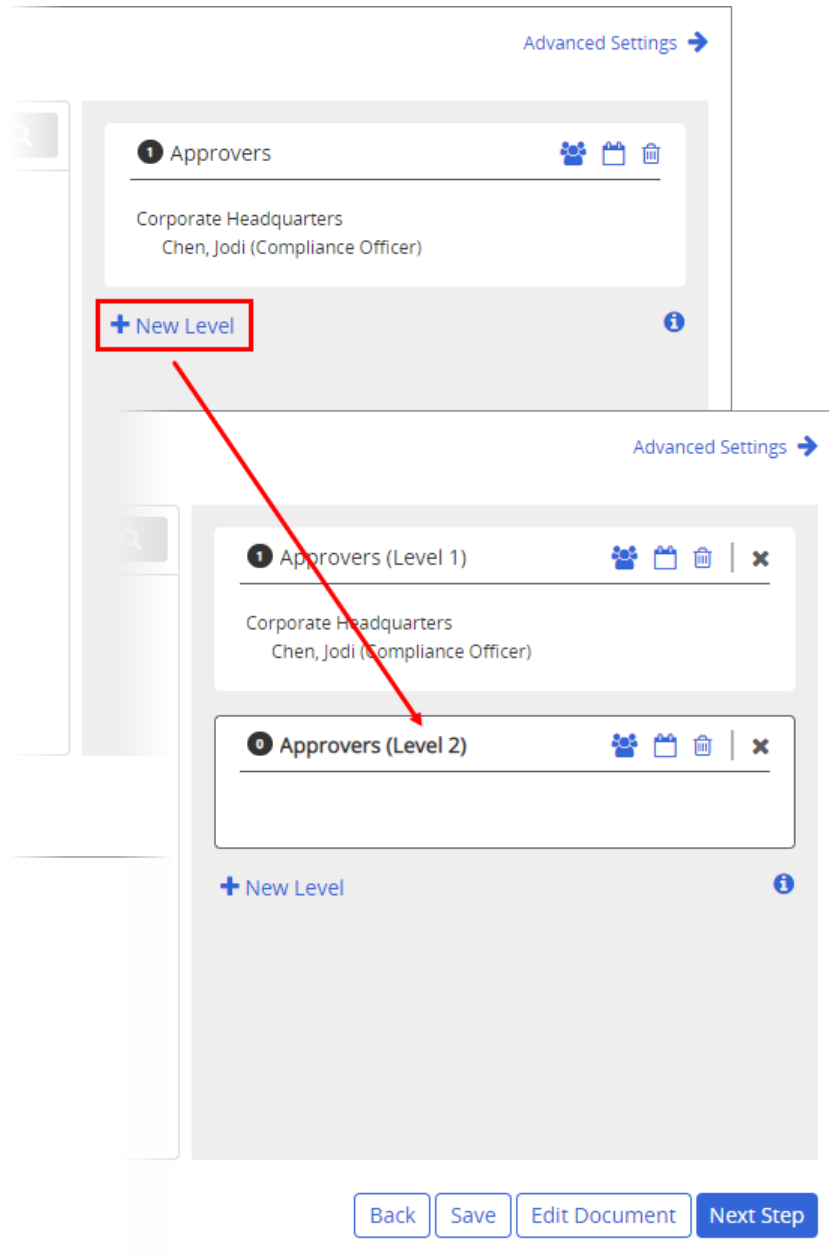 Advanced Settings
1 Approvers
Corporate Headquarters
Chen, Jodi (Compliance Officer)
New Level
Advanced Settings
1 Approvers (Level 1)
Corporate Headquarters
Chen, Jodi (Compliance Officer)
0 Approvers (Level 2)
New Level
Back Save Edit Document Next Step